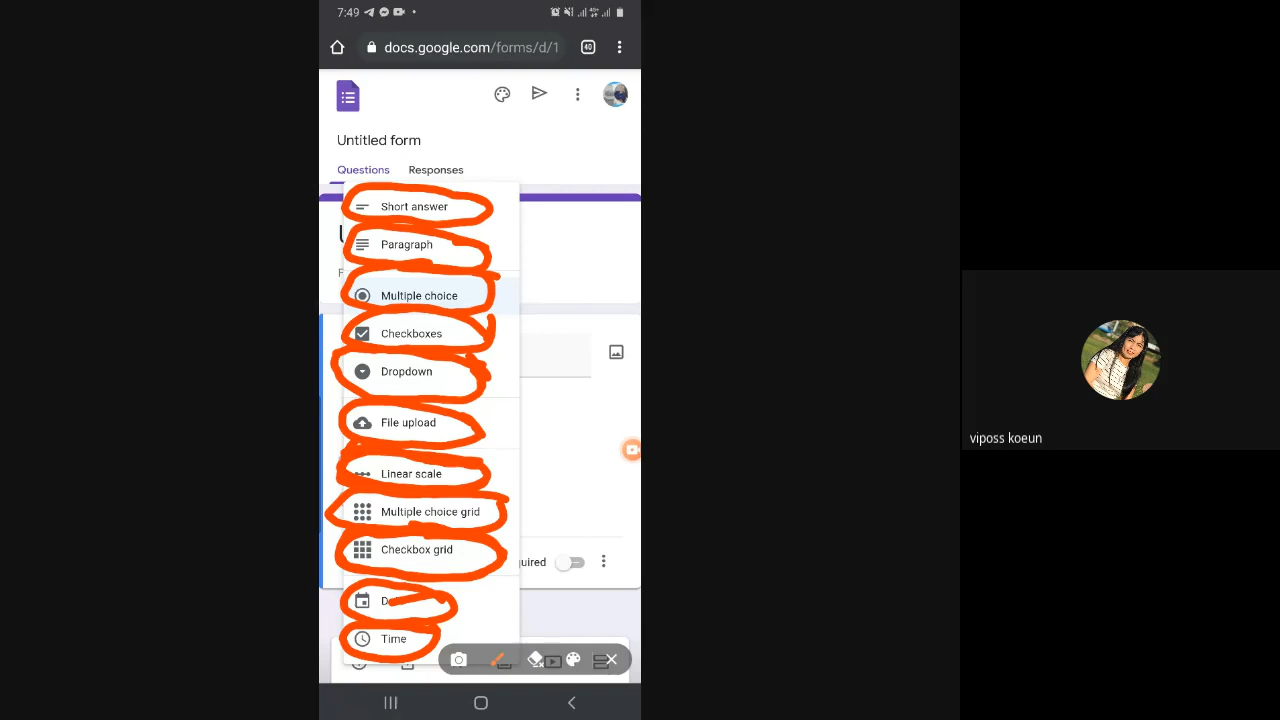 7:49
docs.google.com/forms/d/1
40
Untitled form
Questions Responses
Short answer
Paragraph
Multiple choice
Checkboxes
Dropdown
File upload
Linear scale
Multiple choice grid
Checkbox grid
Time
viposs koeun